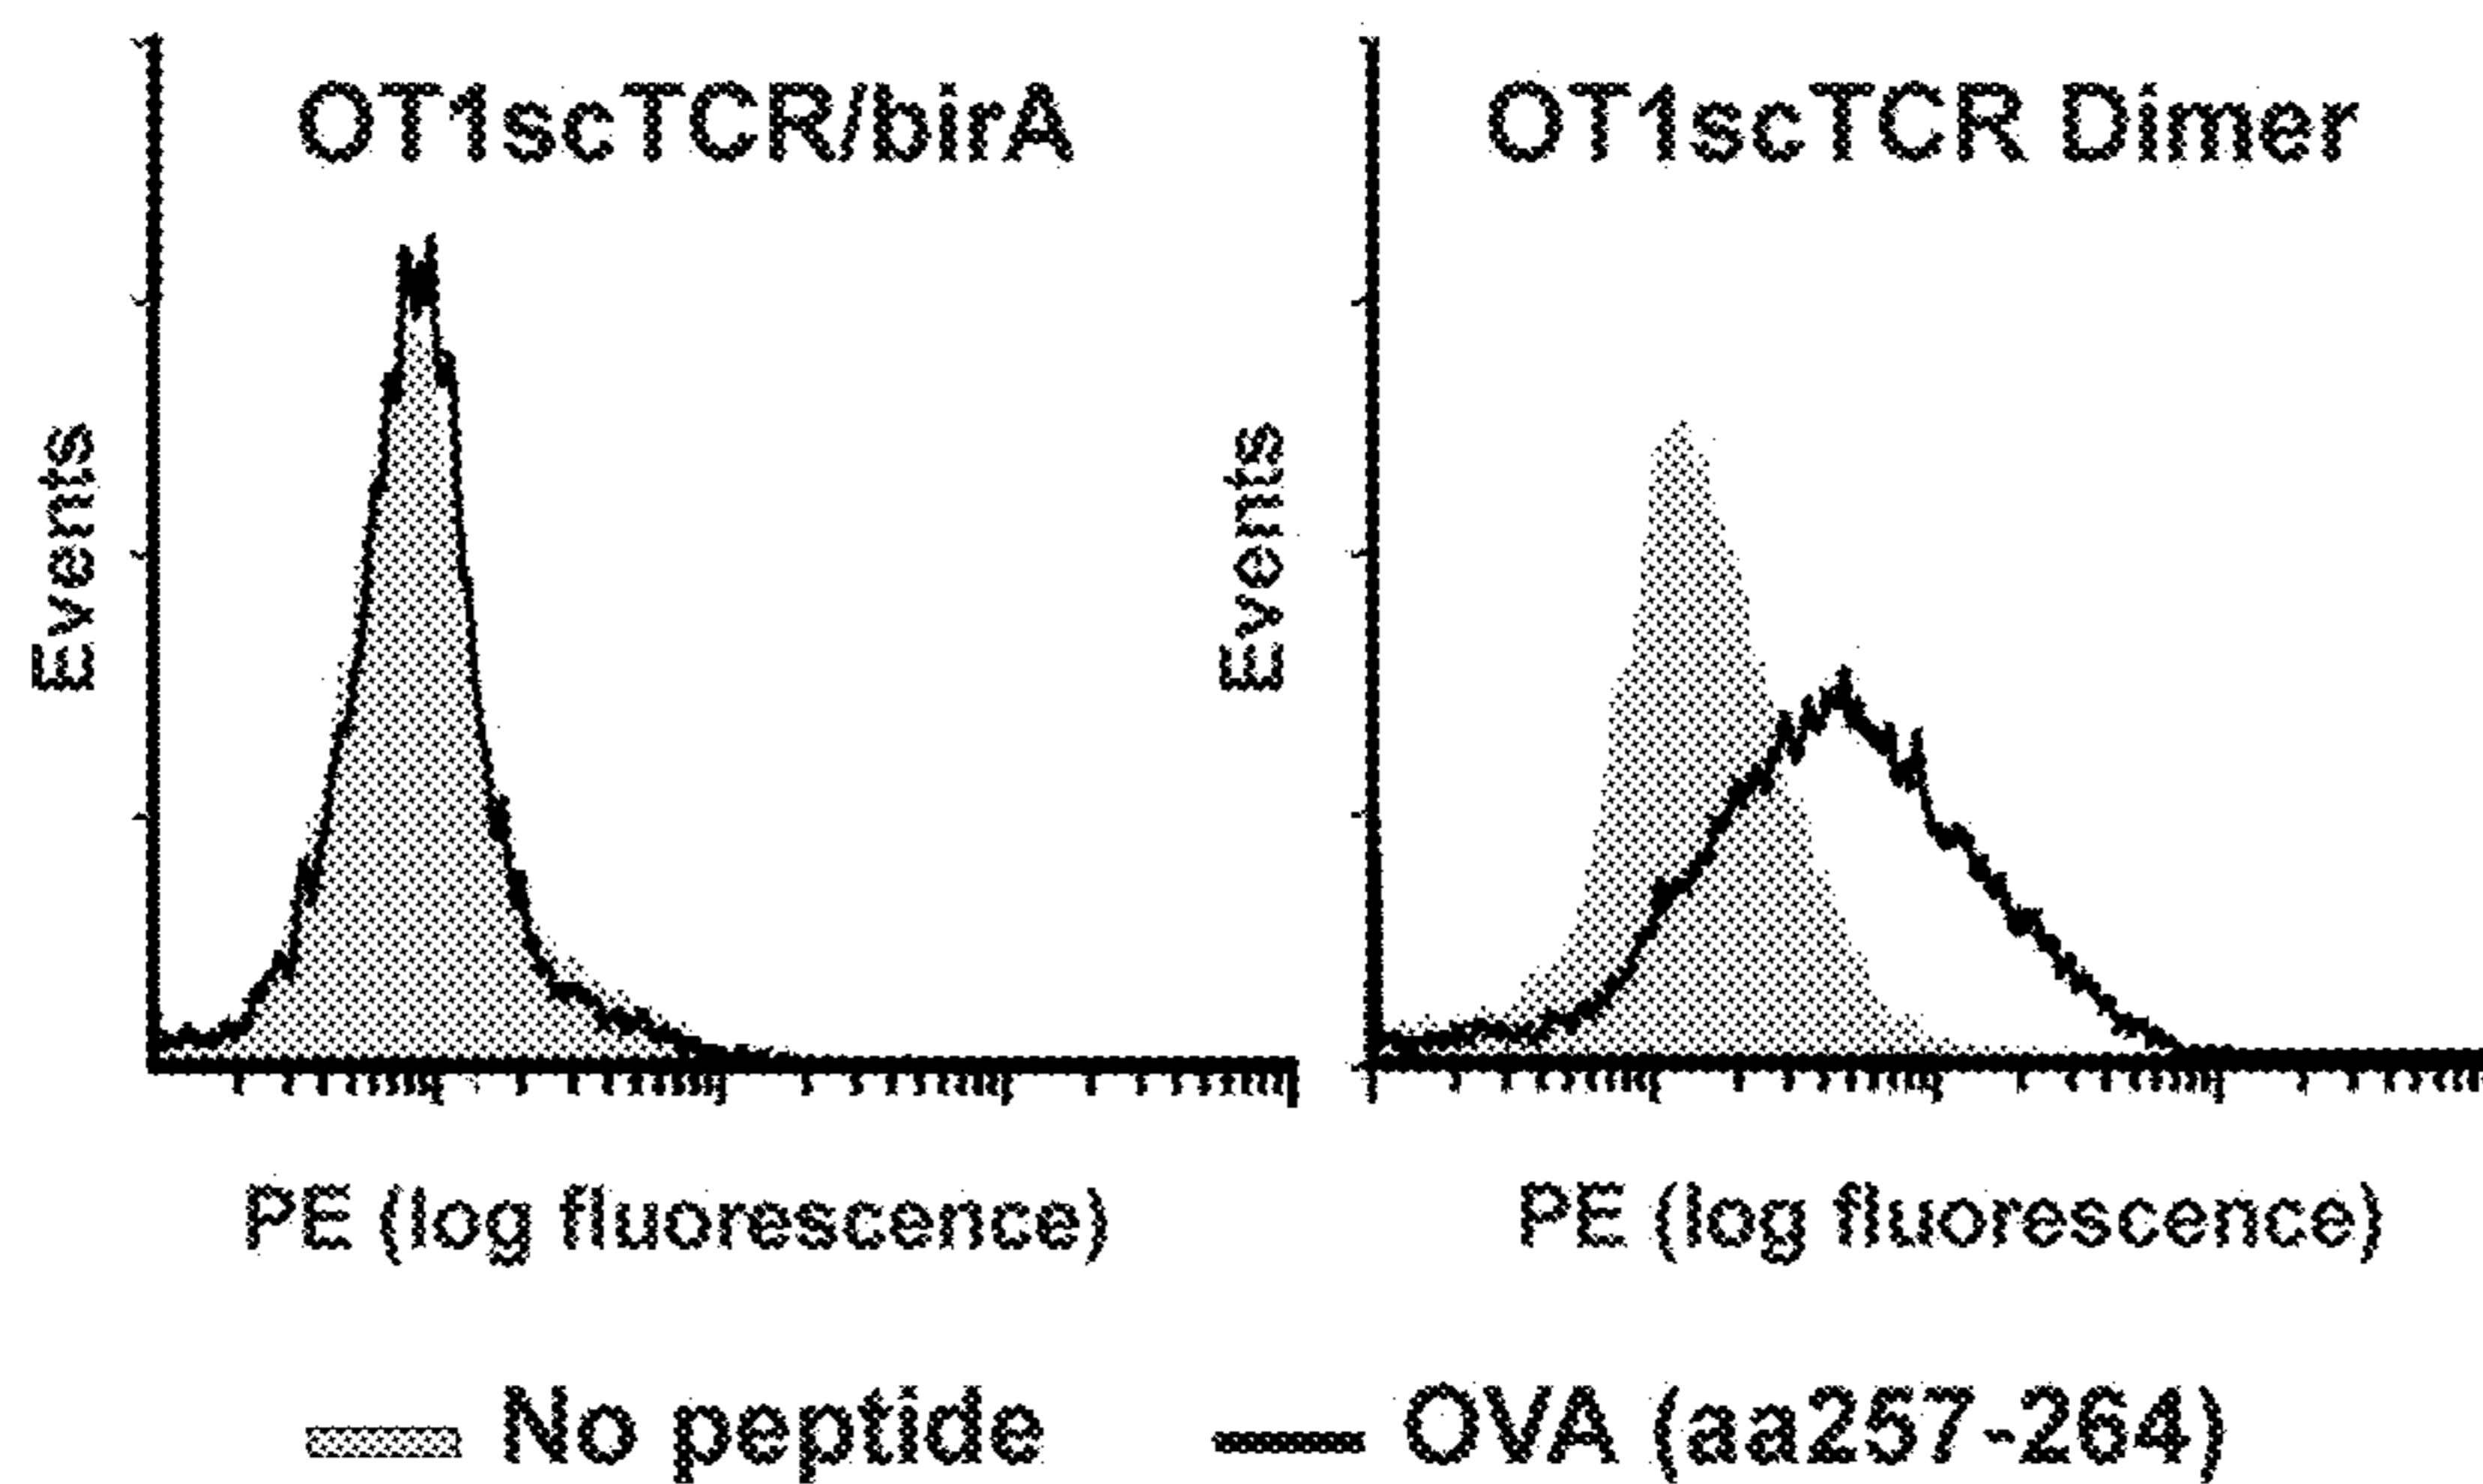 OT1scTCR/birA
Events
PE (log fluorescence)
OT1scTCR Dimer
Events
PE (log fluorescence)
No peptide
OVA (aa257-264)